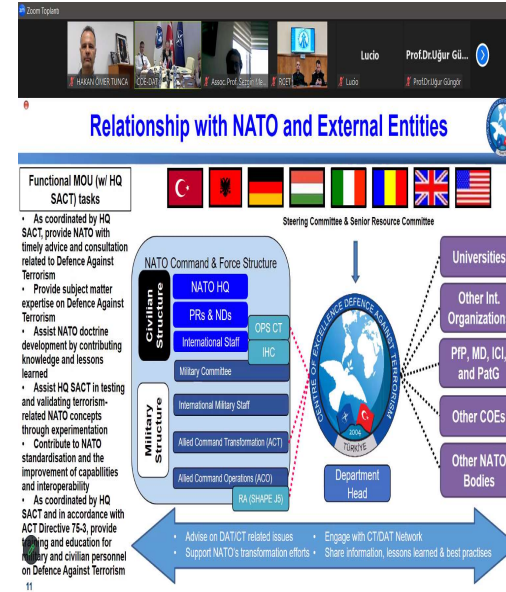 Zoom Toplantı
HAKAN ÖMER TUNCA
COE-DAT
Assoc. Prof. Sezgin Me...
RCET
Lucio
Lucio
Prof.Dr.Uğur Gü...
Prof.Dr.Uğur Güngör
Relationship with NATO and External Entities
Functional MOU (w/ HQ
SACT) tasks
• As coordinated by HQ
SACT, provide NATO with
timely advice and consultation
related to Defence Against
Terrorism
• Provide subject matter
expertise on Defence Against
Terrorism
• Assist NATO doctrine
development by contributing
knowledge and lessons
learned
• Assist HQ SACT in testing
and validating terrorism-
related NATO concepts
through experimentation
• Contribute to NATO
standardisation and the
improvement of capabilities
and interoperability
• As coordinated by HQ
SACT and in accordance with
ACT Directive 75-3, provide
training and education for
military and civilian personnel
on Defence Against Terrorism
11
Steering Committee & Senior Resource Committee
NATO Command & Force Structure
Civilian
Structure
NATO HQ
PRs & NDs
International Staff
OPS CT
IHC
Military
Structure
Military Committee
International Military Staff
Allied Command Transformation (ACT)
Allied Command Operations (ACO)
RA (SHAPE J5)
CENTRE OF EXCELLENCE DEFENCE AGAINST TERRORISM
2004
TÜRKİYE
Department
Head
Universities
Other Int.
Organization
PfP, MD, ICI,
and PatG
Other COEs
Other NATO
Bodies
• Advise on DAT/CT related issues
• Support NATO's transformation efforts
• Engage with CT/DAT Network
• Share information, lessons learned & best practises